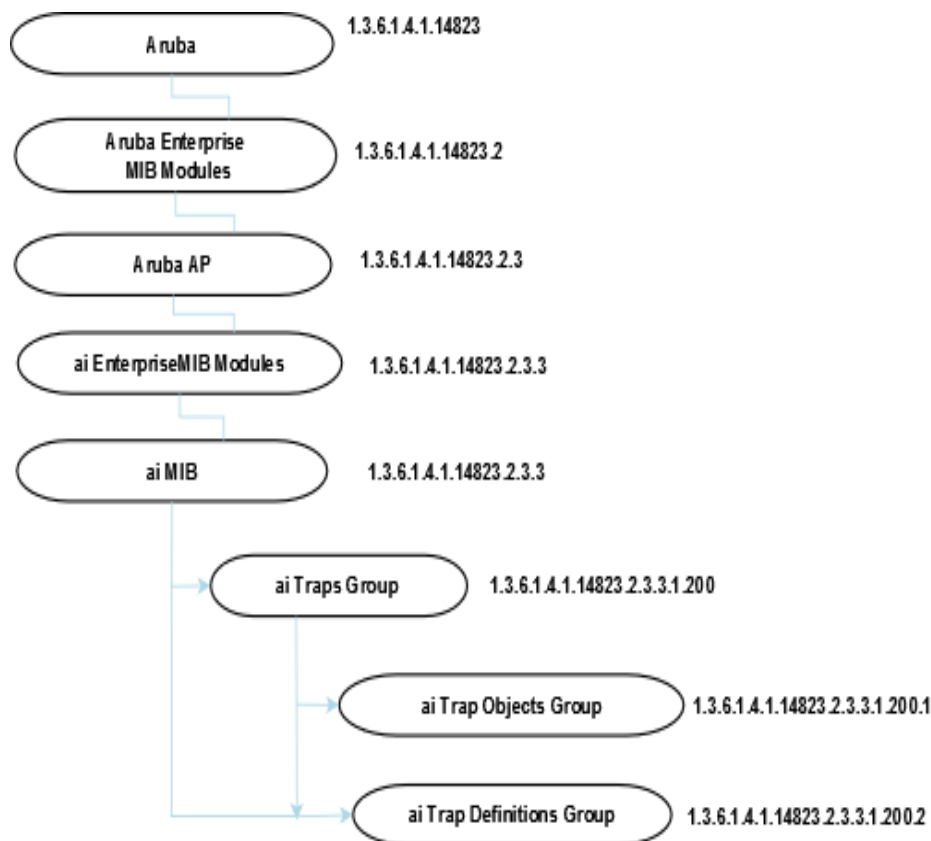 1.3.6.1.4.1.14823
Aruba
Aruba Enterprise
MIB Modules
1.3.6.1.4.1.14823.2
Aruba AP
1.3.6.1.4.1.14823.2.3
ai EnterpriseMIB Modules
1.3.6.1.4.1.14823.2.3.3
ai MIB
1.3.6.1.4.1.14823.2.3.3
ai Traps Group
1.3.6.1.4.1.14823.2.3.3.1.200
ai Trap Objects Group
1.3.6.1.4.1.14823.2.3.3.1.200.1
ai Trap Definitions Group
1.3.6.1.4.1.14823.2.3.3.1.200.2